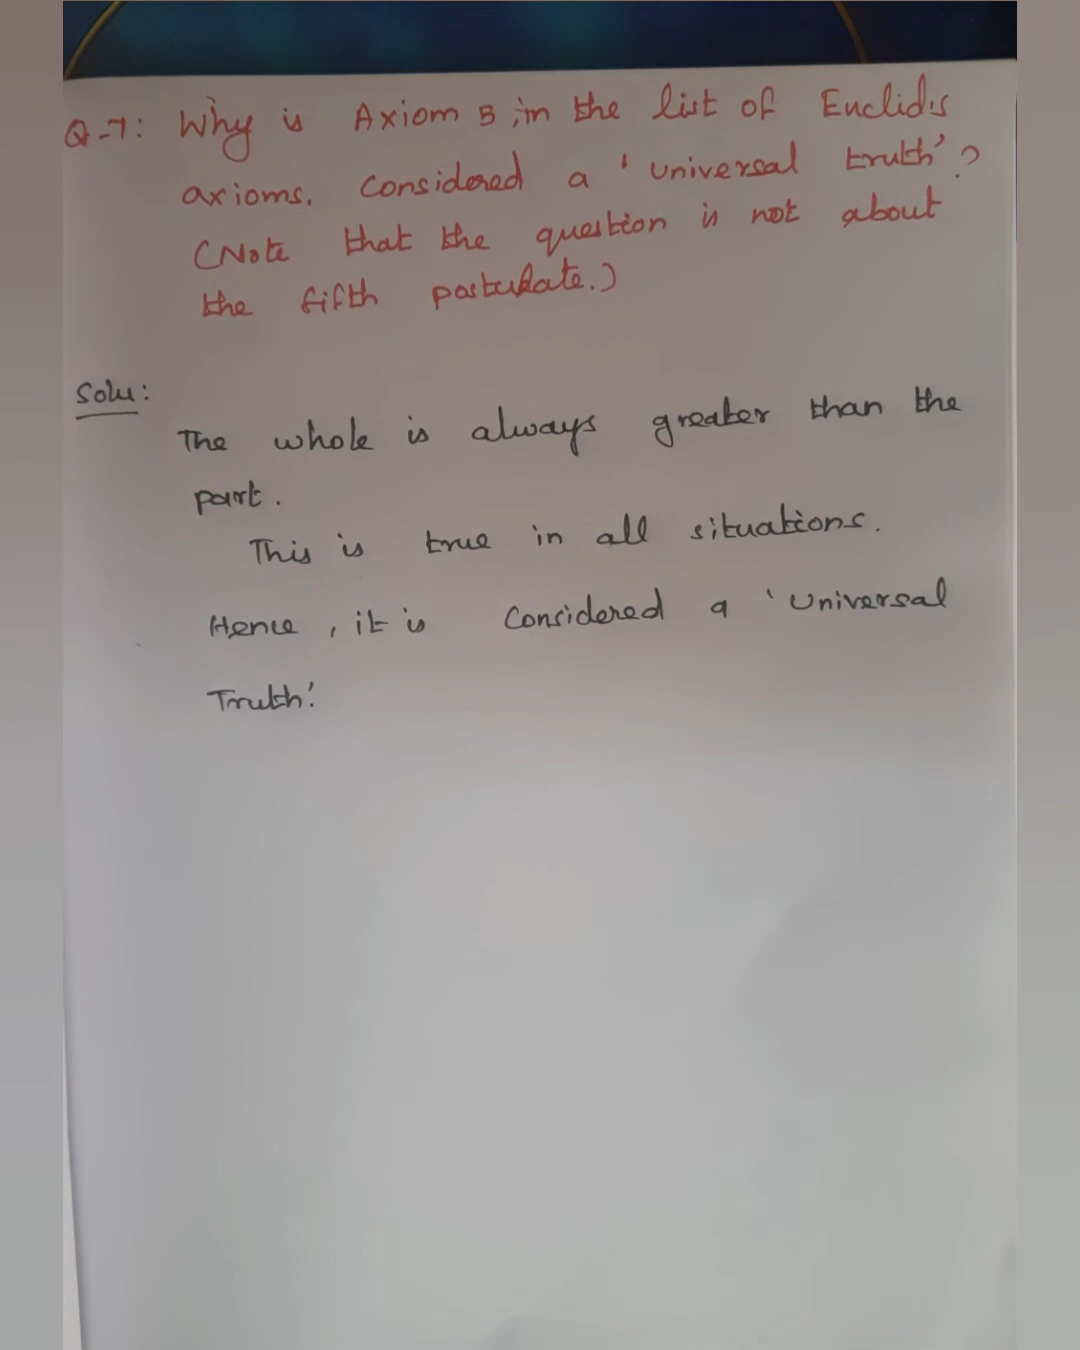 Q-7: Why is Axiom 5, in the list of Euclid's
axioms, considered a 'universal truth'?
(Note that the question is not about
the fifth postulate.)
Solu:
The whole is always greater than the
part.
This is true in all situations.
Hence, it is Considered a 'Universal
Truth'.